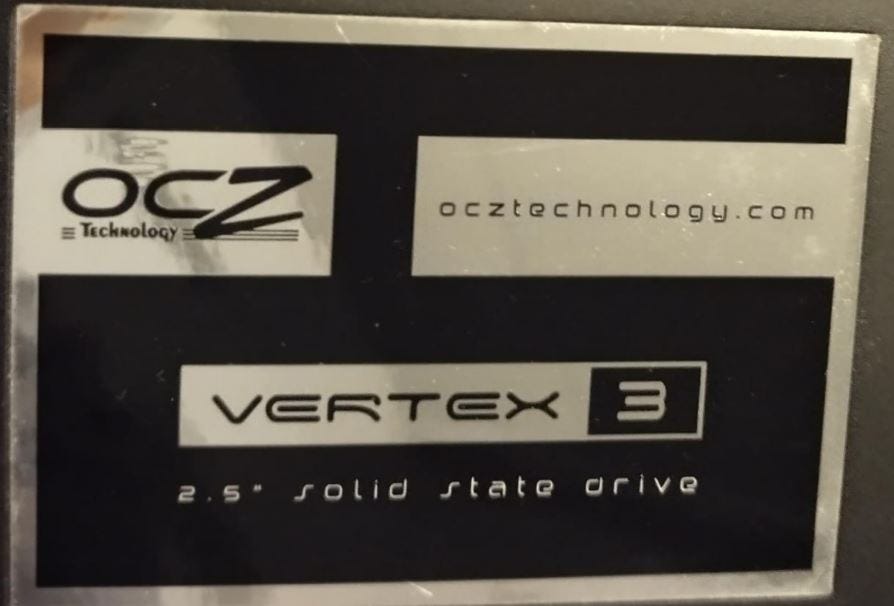 OCZ
Technology
ocztechnology.com
VERTEX 3
2.5" solid state drive